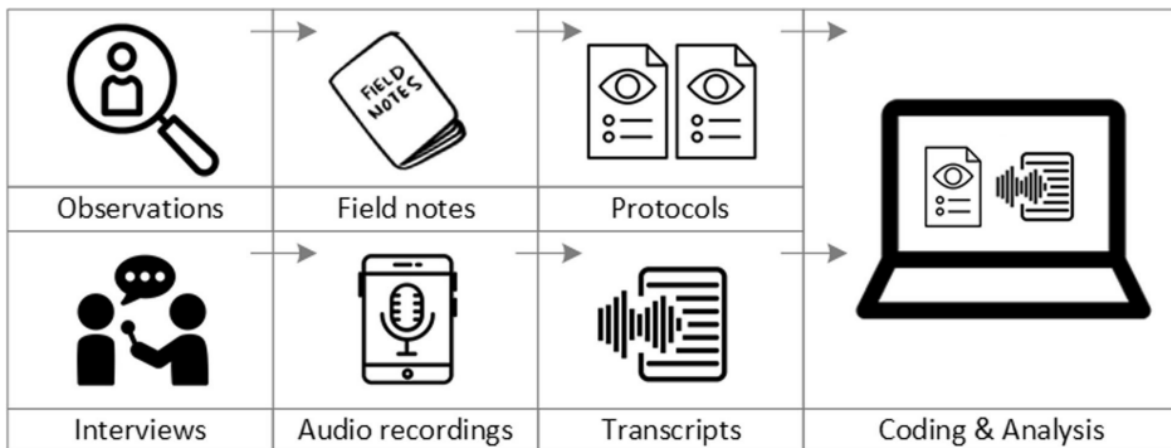 FIELD
NOTES
Observations
Field notes
Protocols
Interviews
Audio recordings
Transcripts
Coding & Analysis